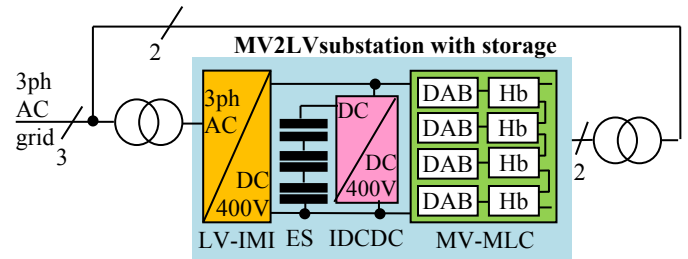 2
MV2LVsubstation with storage
3ph
AC
grid
3
3ph
AC
DC
400V
DC
DC
400V
DAB Hb
DAB Hb
DAB Hb
DAB Hb
2
LV-IMI ES IDCDC MV-MLC